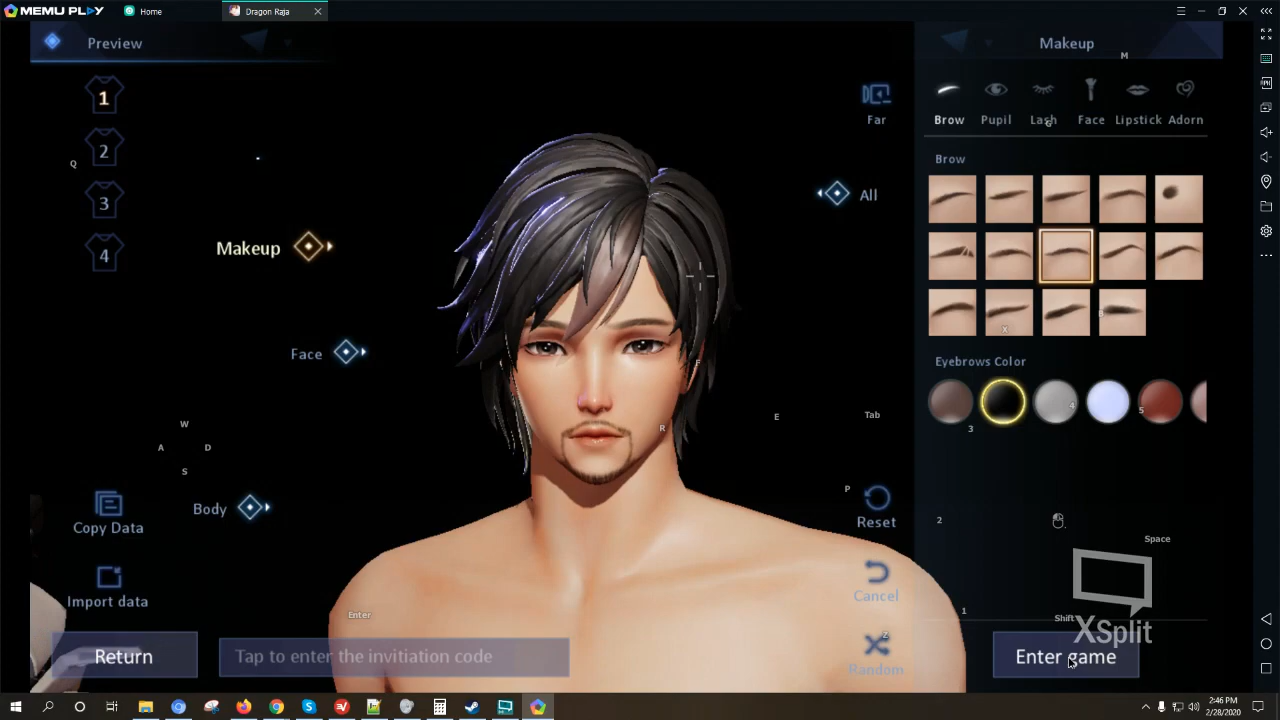 MEMU PLAY
Home
Dragon Raja
Preview
Makeup
M
1
2
3
4
Q
Far
Brow
Pupil
Lash
G
Face
Lipstick
Adorn
Brow
All
Makeup
Face
X
B
F
Eyebrows Color
4
5
3
W
A
D
S
E
Tab
R
Copy Data
Body
P
Reset
2
Space
Import data
Cancel
Enter
1
Shift
XSplit
Return
Tap to enter the invitiation code
Z
Random
Enter game
2:46 PM
2/28/2020